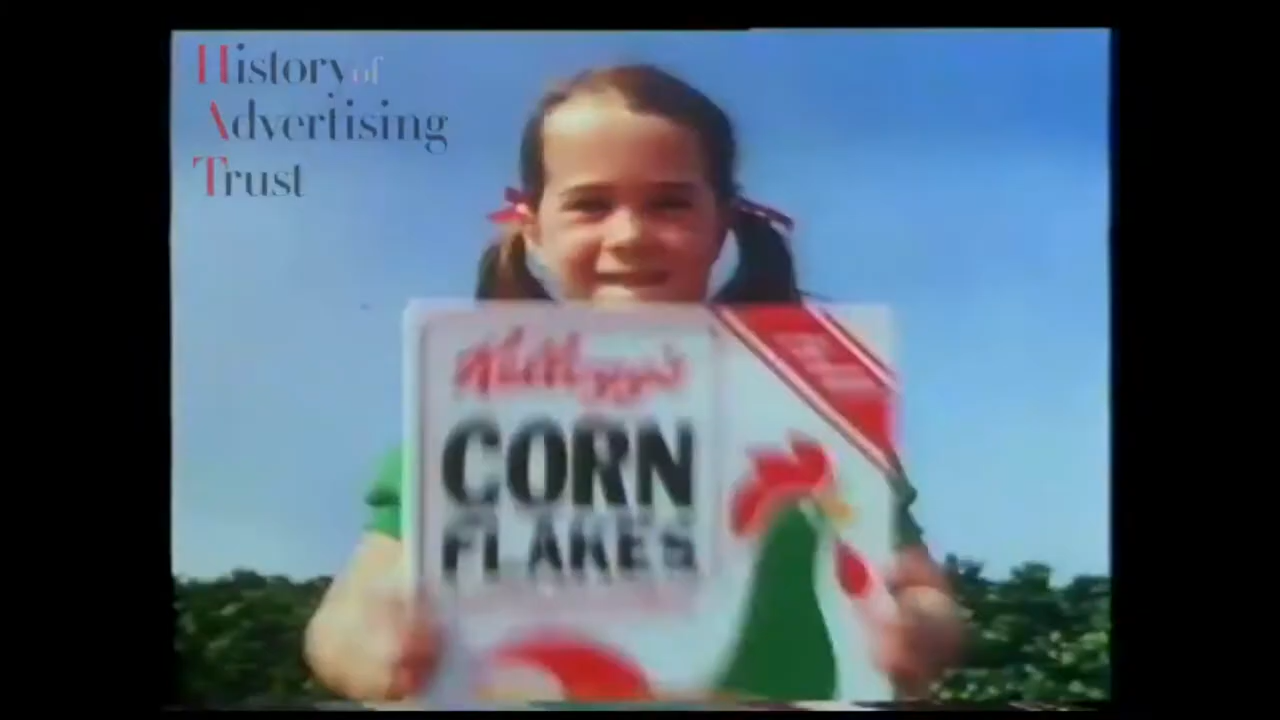 History of
Advertising
Trust
Kellogg's
CORN
FLAKES